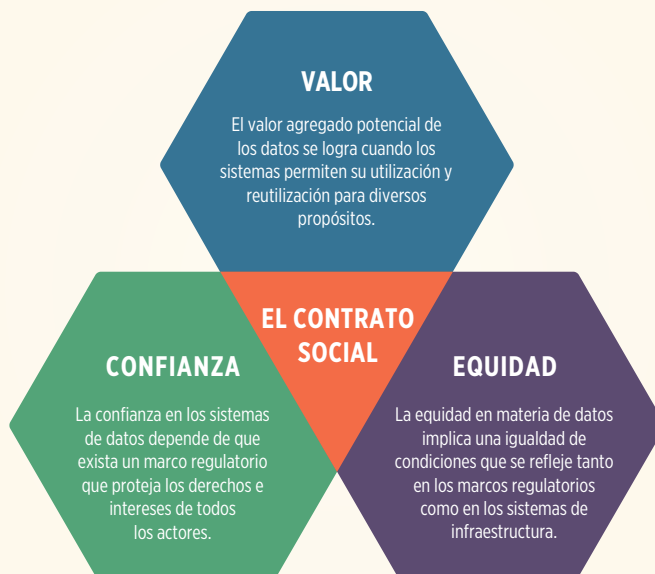 VALOR
El valor agregado potencial de
los datos se logra cuando los
sistemas permiten su utilización y
reutilización para diversos
propósitos.
EL CONTRATO
SOCIAL
CONFIANZA
La confianza en los sistemas
de datos depende de que
exista un marco regulatorio
que proteja los derechos e
intereses de todos
los actores.
EQUIDAD
La equidad en materia de datos
implica una igualdad de
condiciones que se refleje tanto
en los marcos regulatorios
como en los sistemas de
infraestructura.